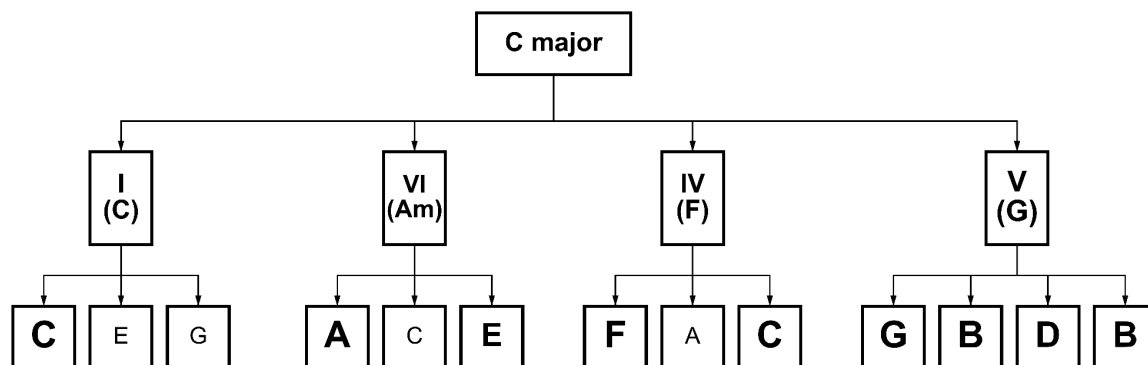 C major
I
(C)
VI
(Am)
IV
(F)
V
(G)
C E G A C E F A C G B D B